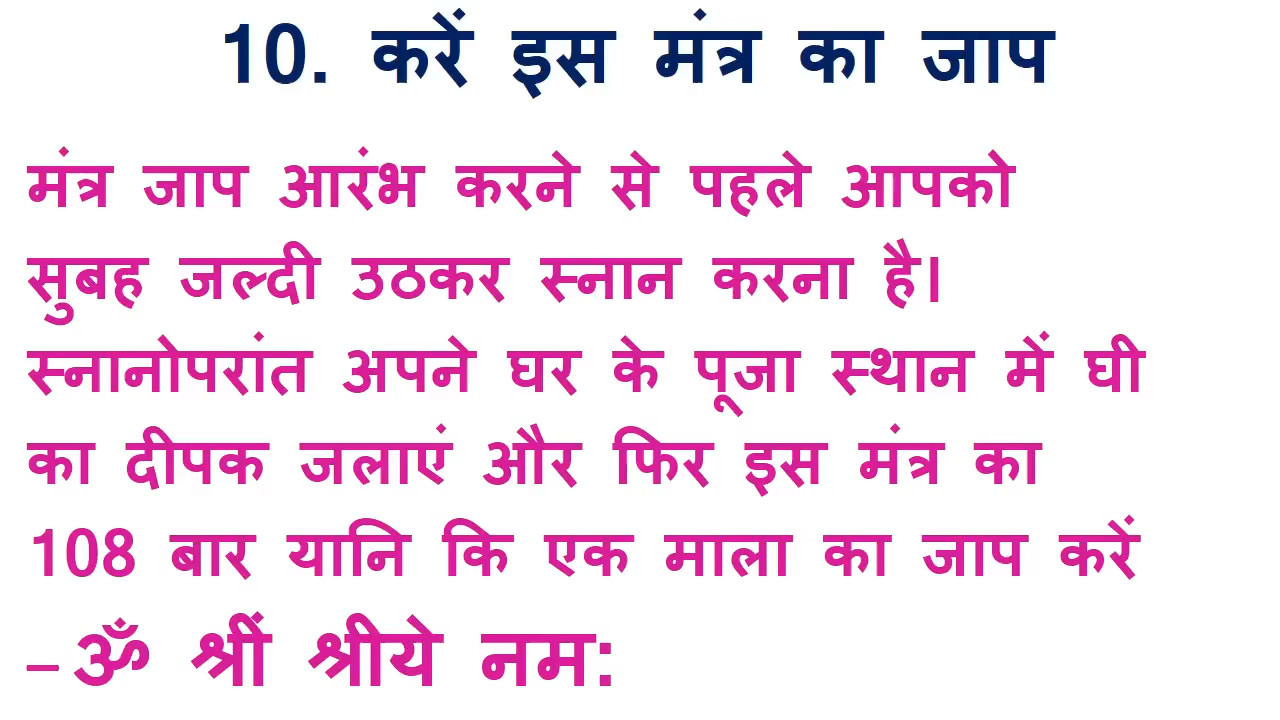 10. करें इस मंत्र का जाप
मंत्र जाप आरंभ करने से पहले आपको
सुबह जल्दी उठकर स्नान करना है।
स्नानोपरांत अपने घर के पूजा स्थान में घी
का दीपक जलाएं और फिर इस मंत्र का
108 बार यानि कि एक माला का जाप करें
– ॐ श्रीं श्रीये नम: